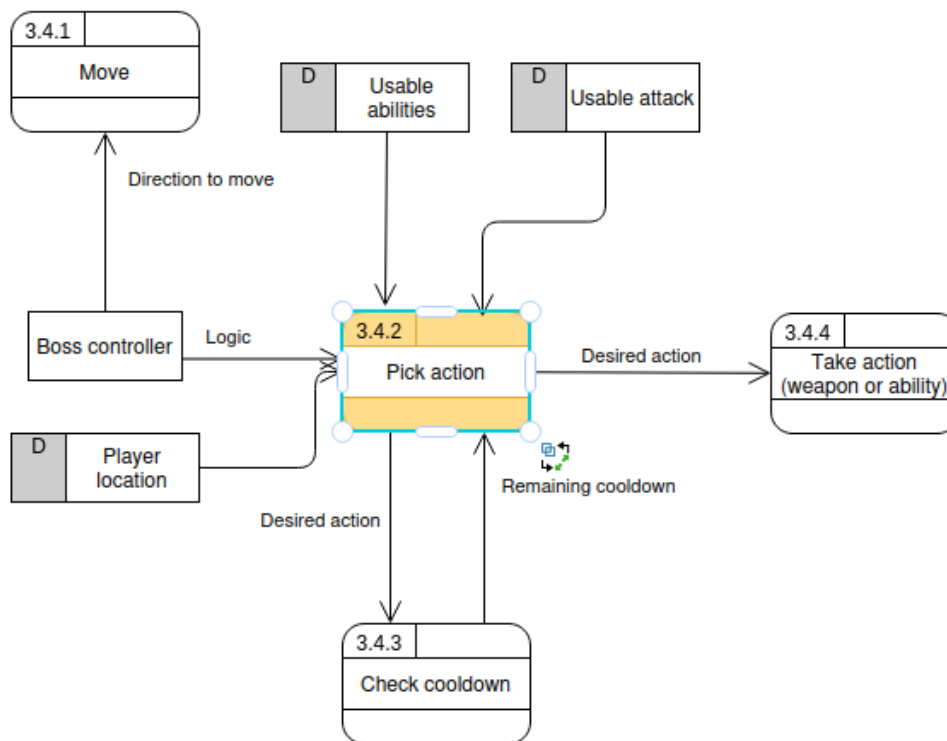 3.4.1
Move
D
Usable
abilities
D
Usable attack
Direction to move
Boss controller
Logic
3.4.2
Pick action
Desired action
3.4.4
Take action
(weapon or ability)
D
Player
location
Desired action
Remaining cooldown
3.4.3
Check cooldown